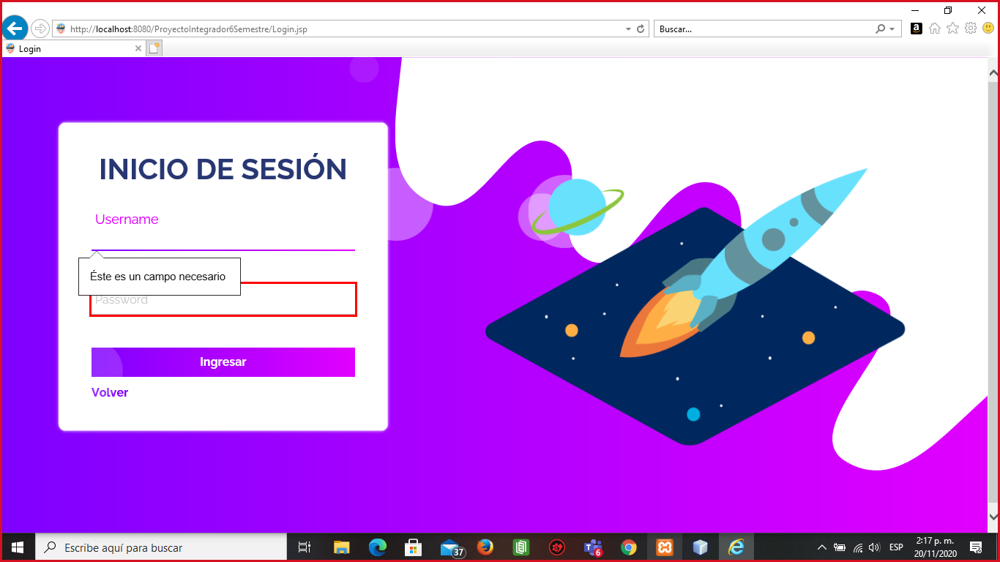 http://localhost:8080/ProyectoIntegrador6Semestre/Login.jsp
Buscar...
Login
INICIO DE SESIÓN
Username
Éste es un campo necesario
Password
Ingresar
Volver
Escribe aquí para buscar
37
6
ESP
2:17 p. m.
20/11/2020